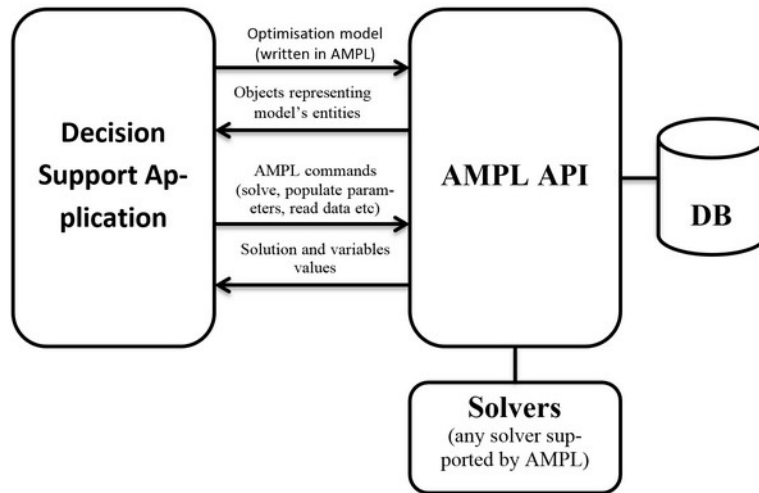 Optimisation model
(written in AMPL)
Objects representing
model's entities
Decision
Support Ap-
plication
AMPL commands
(solve, populate param-
eters, read data etc)
Solution and variables
values
AMPL API
DB
Solvers
(any solver sup-
ported by AMPL)